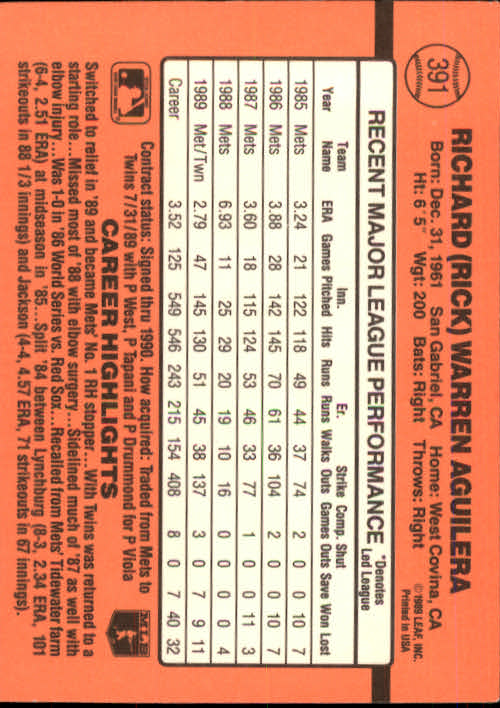 391
RICHARD (RICK) WARREN AGUILERA
Born: Dec. 31, 1961 San Gabriel, CA Home: West Covina, CA
Ht: 6' 5" Wgt: 200 Bats: Right Throws: Right
©1989 LEAF, INC.
Printed in USA
RECENT MAJOR LEAGUE PERFORMANCE *Denotes Led League
Inn. Er. Strike Comp. Shut
Year Team Name ERA Games Pitched Hits Runs Runs Walks Outs Games Outs Save Won Lost
1985 Mets 3.24 21 122 118 49 44 37 74 2 0 0 10 7
1986 Mets 3.88 28 142 145 70 61 36 104 2 0 0 10 7
1987 Mets 3.60 18 115 124 53 46 33 77 1 0 0 11 3
1988 Mets 6.93 11 25 29 20 19 10 16 0 0 0 0 4
1989 Met/Twn 2.79 47 145 130 51 45 38 137 3 0 7 9 11
Career 3.52 125 549 546 243 215 154 408 8 0 7 40 32
Contract status: Signed thru 1990. How acquired: Traded from Mets to
Twins 7/31/89 with P West, P Tapani and P Drummond for P Viola
MLBPA
CAREER HIGHLIGHTS
Switched to relief in '89 and became Mets' No. 1 RH stopper...With Twins was returned to a
starting role...Missed most of '88 with elbow surgery...Sidelined much of '87 as well with
elbow injury...Was 1-0 in '86 World Series vs. Red Sox...Recalled from Mets' Tidewater farm
(6-4, 2.51 ERA) at midseason in '85...Split '84 between Lynchburg (8-3, 2.34 ERA, 101
strikeouts in 88 1/3 innings) and Jackson (4-4, 4.57 ERA, 71 strikeouts in 67 innings).